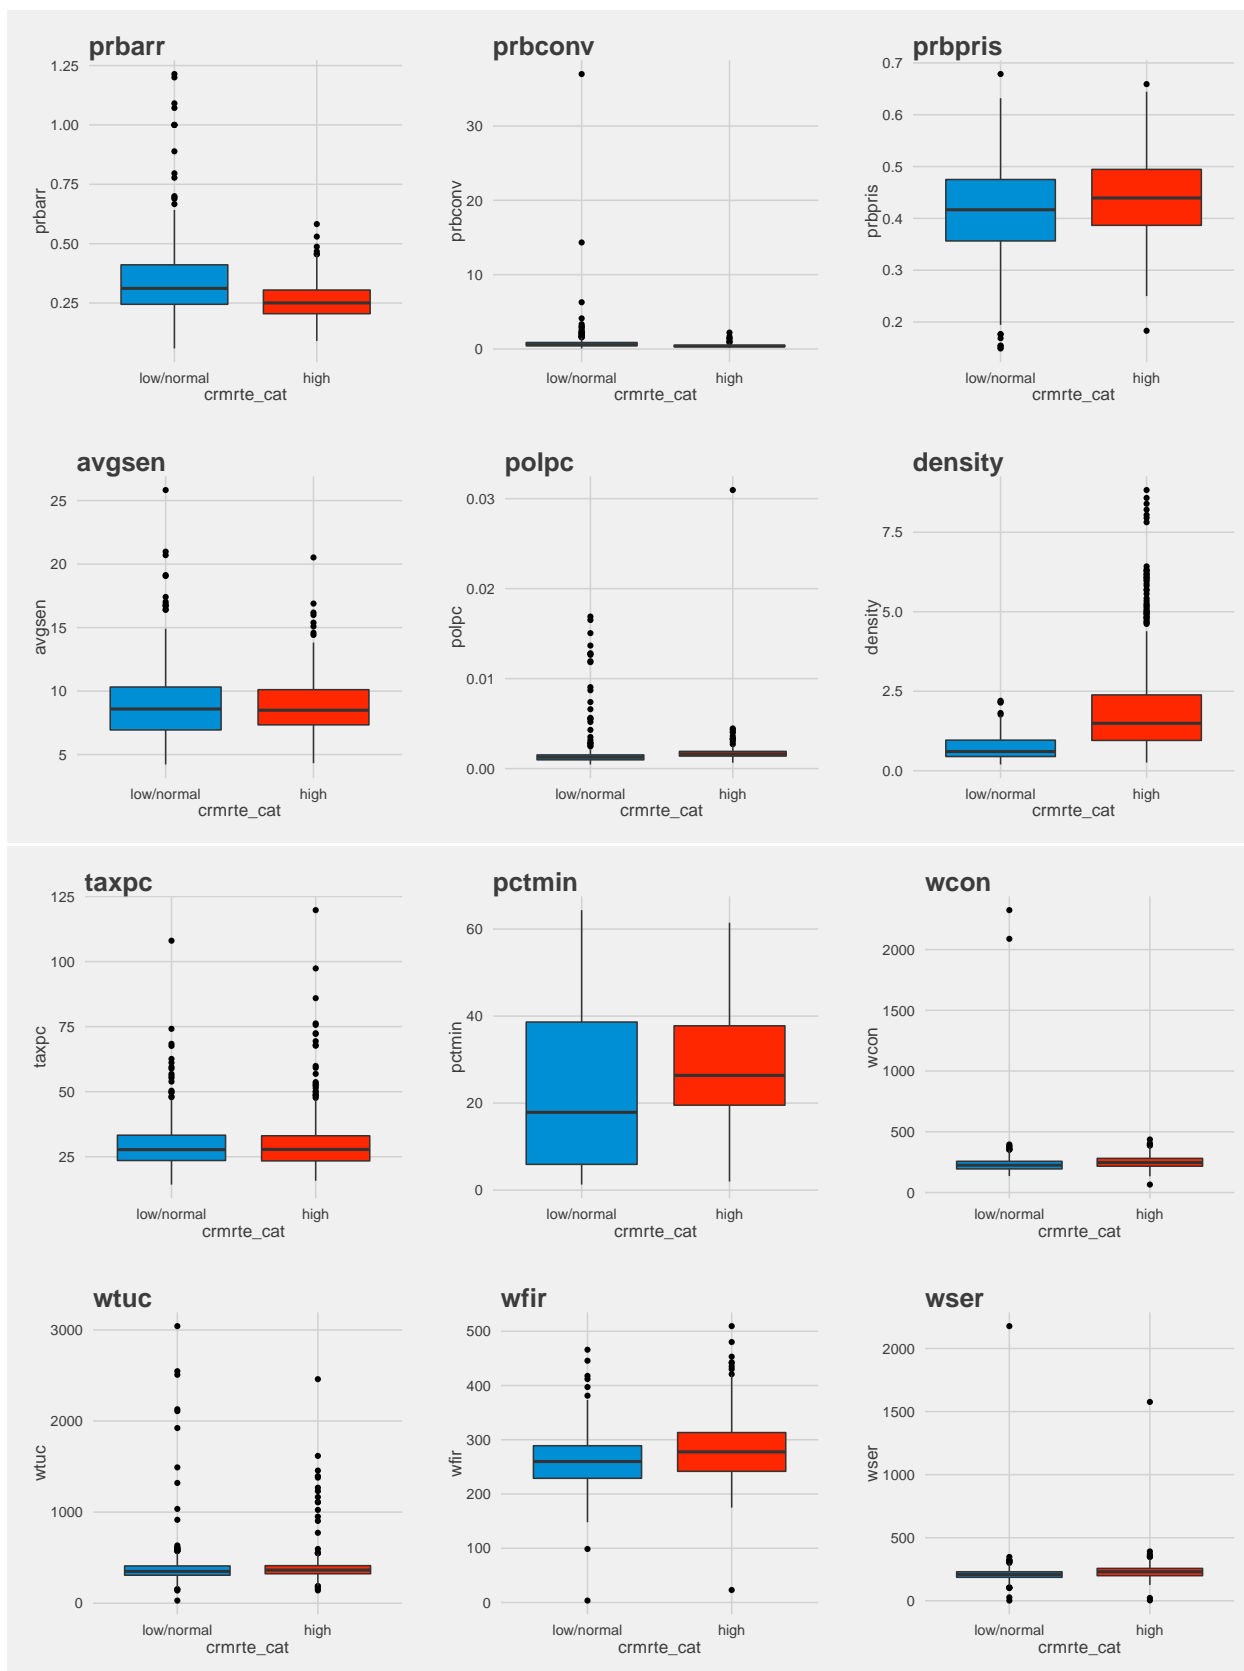 prbarr
prbconv
prbpris
1.25
1.00
0.75
0.50
0.25
prbarr
low/normal
high
crmrte_cat
30
20
10
0
prbconv
low/normal
high
crmrte_cat
0.7
0.6
0.5
0.4
0.3
0.2
prbpris
low/normal
high
crmrte_cat
avgsen
polpc
density
25
20
15
10
5
avgsen
low/normal
high
crmrte_cat
0.03
0.02
0.01
0.00
polpc
low/normal
high
crmrte_cat
7.5
5.0
2.5
0.0
density
low/normal
high
crmrte_cat
taxpc
pctmin
wcon
125
100
75
50
25
taxpc
low/normal
high
crmrte_cat
60
40
20
0
pctmin
low/normal
high
crmrte_cat
2000
1500
1000
500
0
wcon
low/normal
high
crmrte_cat
wtuc
wfir
wser
3000
2000
1000
0
wtuc
low/normal
high
crmrte_cat
500
400
300
200
100
0
wfir
low/normal
high
crmrte_cat
2000
1500
1000
500
0
wser
low/normal
high
crmrte_cat